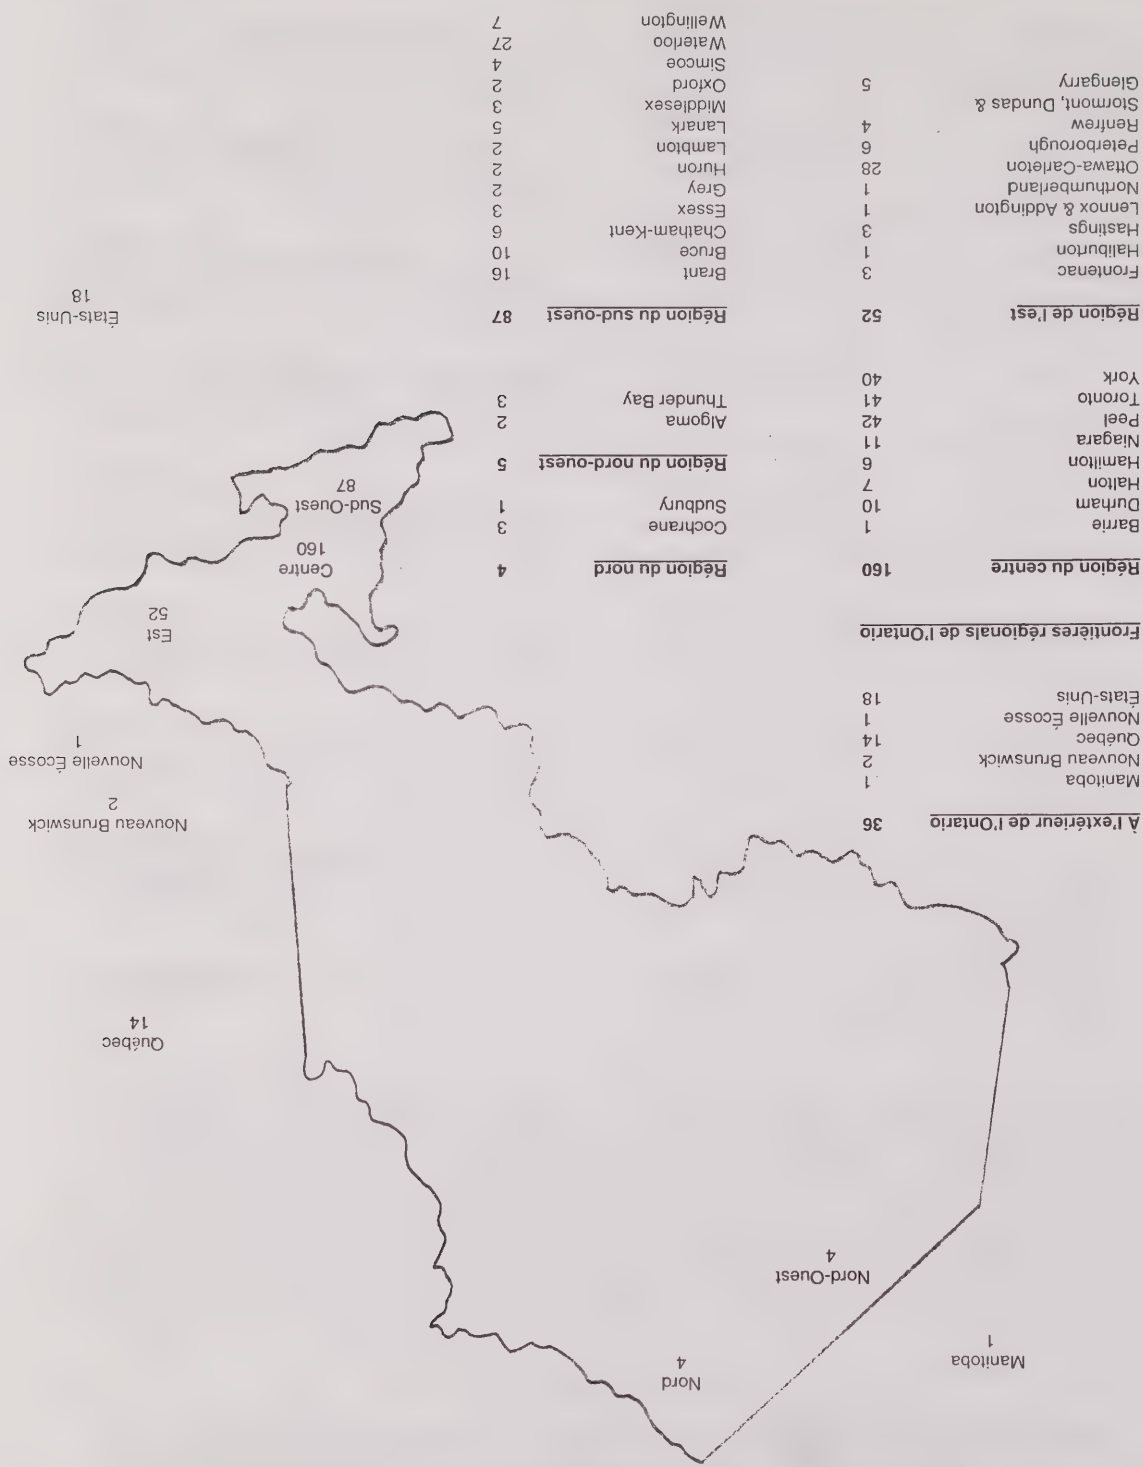 Nord
4
Manitoba
1
Nord-Ouest
4
Québec
14
Nouveau Brunswick
2
Nouvelle Écosse
1
Est
52
Centre
160
Sud-Ouest
87
États-Unis
18
À l'extérieur de l'Ontario 36
Manitoba 1
Nouveau Brunswick 2
Québec 14
Nouvelle Écosse 1
États-Unis 18
Frontières régionals de l'Ontario
Région du centre 160
Barrie 1
Durham 10
Halton 7
Hamilton 6
Niagara 11
Peel 42
Toronto 41
York 40
Région de l'est 52
Frontenac 3
Haliburton 1
Hastings 3
Lennox & Addington 1
Northumberland 1
Ottawa-Carleton 28
Peterborough 6
Renfrew 4
Stormont, Dundas &
Glengarry 5
Région du nord 4
Cochrane 3
Sudbury 1
Région du nord-ouest 5
Algoma 2
Thunder Bay 3
Région du sud-ouest 87
Brant 16
Bruce 10
Chatham-Kent 6
Essex 3
Grey 2
Huron 2
Lambton 2
Lanark 5
Middlesex 3
Oxford 2
Simcoe 4
Waterloo 27
Wellington 7